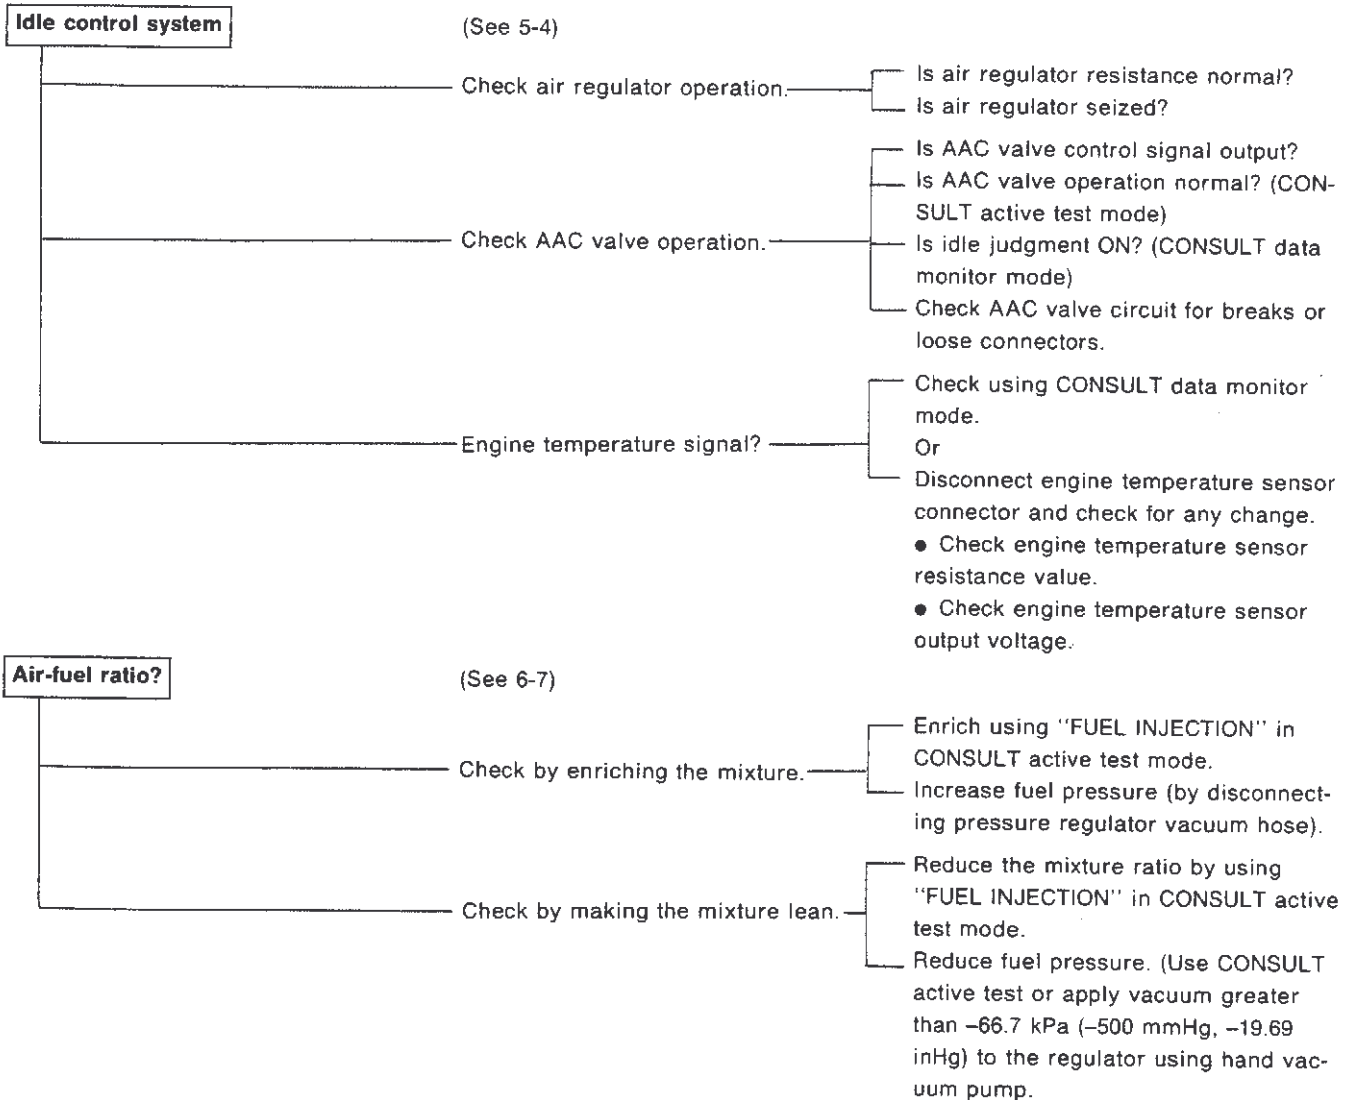 Idle control system
(See 5-4)
Check air regulator operation.
Is air regulator resistance normal?
Is air regulator seized?
Check AAC valve operation.
Is AAC valve control signal output?
Is AAC valve operation normal? (CON-
SULT active test mode)
Is idle judgment ON? (CONSULT data
monitor mode)
Check AAC valve circuit for breaks or
loose connectors.
Engine temperature signal?
Check using CONSULT data monitor
mode.
Or
Disconnect engine temperature sensor
connector and check for any change.
● Check engine temperature sensor
resistance value.
● Check engine temperature sensor
output voltage.
Air-fuel ratio?
(See 6-7)
Check by enriching the mixture.
Enrich using "FUEL INJECTION" in
CONSULT active test mode.
Increase fuel pressure (by disconnect-
ing pressure regulator vacuum hose).
Check by making the mixture lean.
Reduce the mixture ratio by using
"FUEL INJECTION" in CONSULT active
test mode.
Reduce fuel pressure. (Use CONSULT
active test or apply vacuum greater
than –66.7 kPa (–500 mmHg, –19.69
inHg) to the regulator using hand vac-
uum pump.